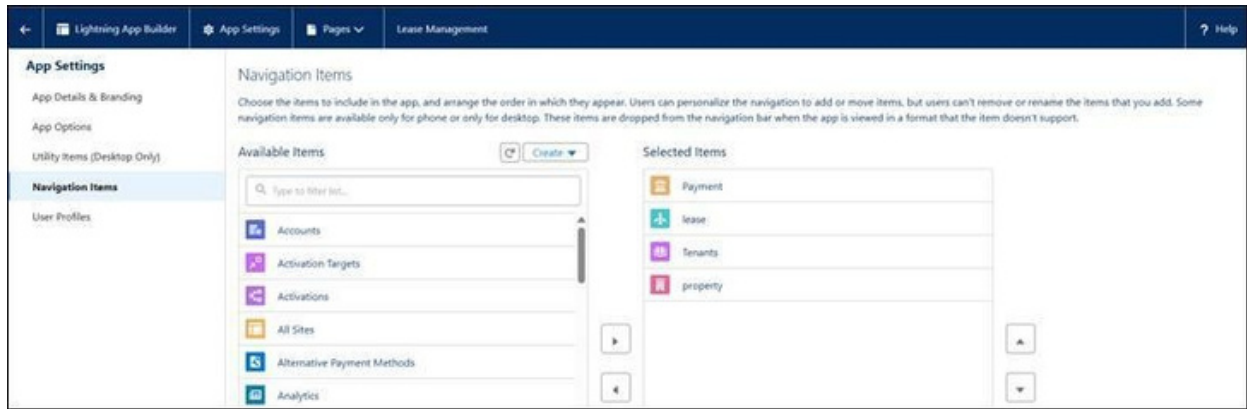 Lightning App Builder App Settings Pages Lease Management ? Help
App Settings
App Details & Branding
App Options
Utility Items (Desktop Only)
Navigation Items
User Profiles
Navigation Items
Choose the items to include in the app, and arrange the order in which they appear. Users can personalize the navigation to add or move items, but users can't remove or rename the items that you add. Some
navigation items are available only for phone or only for desktop. These items are dropped from the navigation bar when the app is viewed in a format that the item doesn't support.
Available Items
Create
Type to filter list...
Accounts
Activation Targets
Activations
All Sites
Alternative Payment Methods
Analytics
Selected Items
Payment
lease
Tenants
property